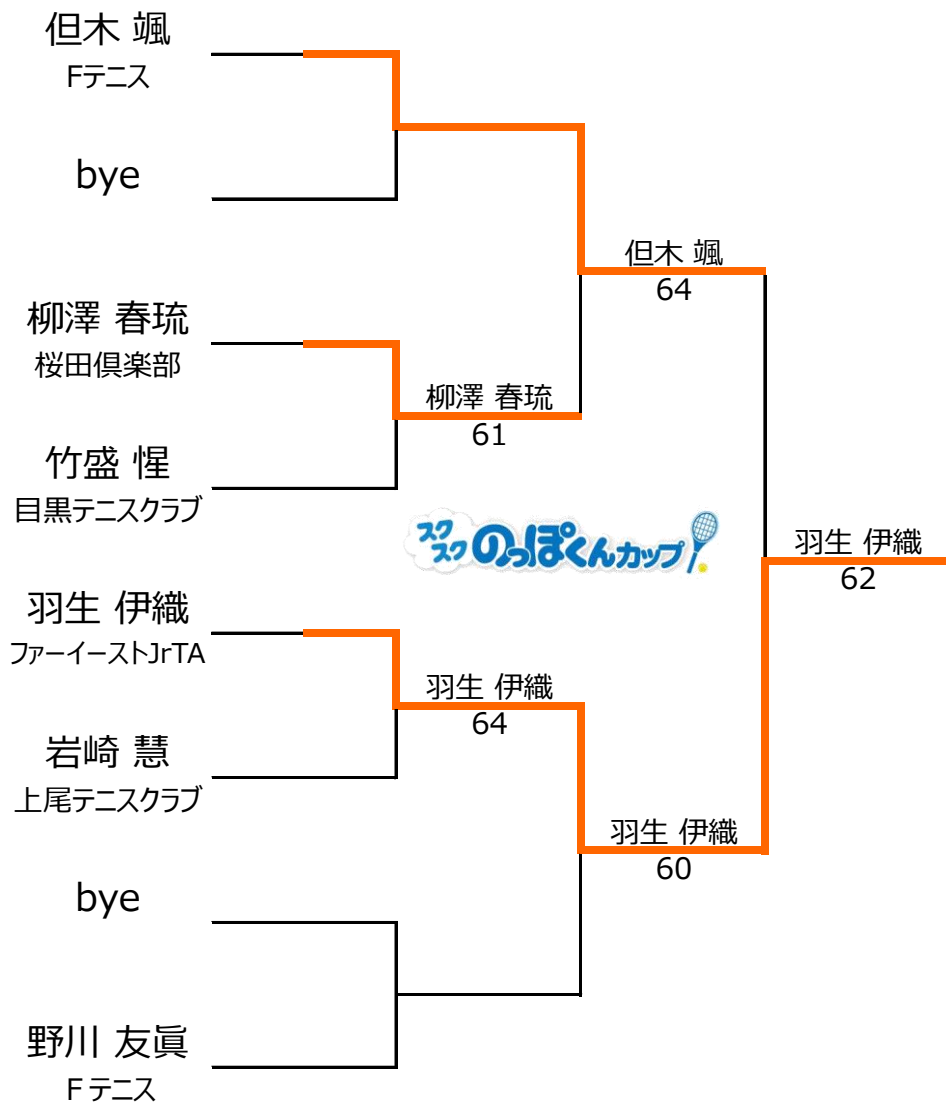 但木 颯
Fテニス
bye
但木 颯
64
柳澤 春琉
桜田倶楽部
柳澤 春琉
61
竹盛 惺
目黒テニスクラブ
スクスク のっぽくんカップ
羽生 伊織
62
羽生 伊織
ファーイーストJrTA
羽生 伊織
64
岩崎 慧
上尾テニスクラブ
羽生 伊織
60
bye
野川 友眞
Fテニス